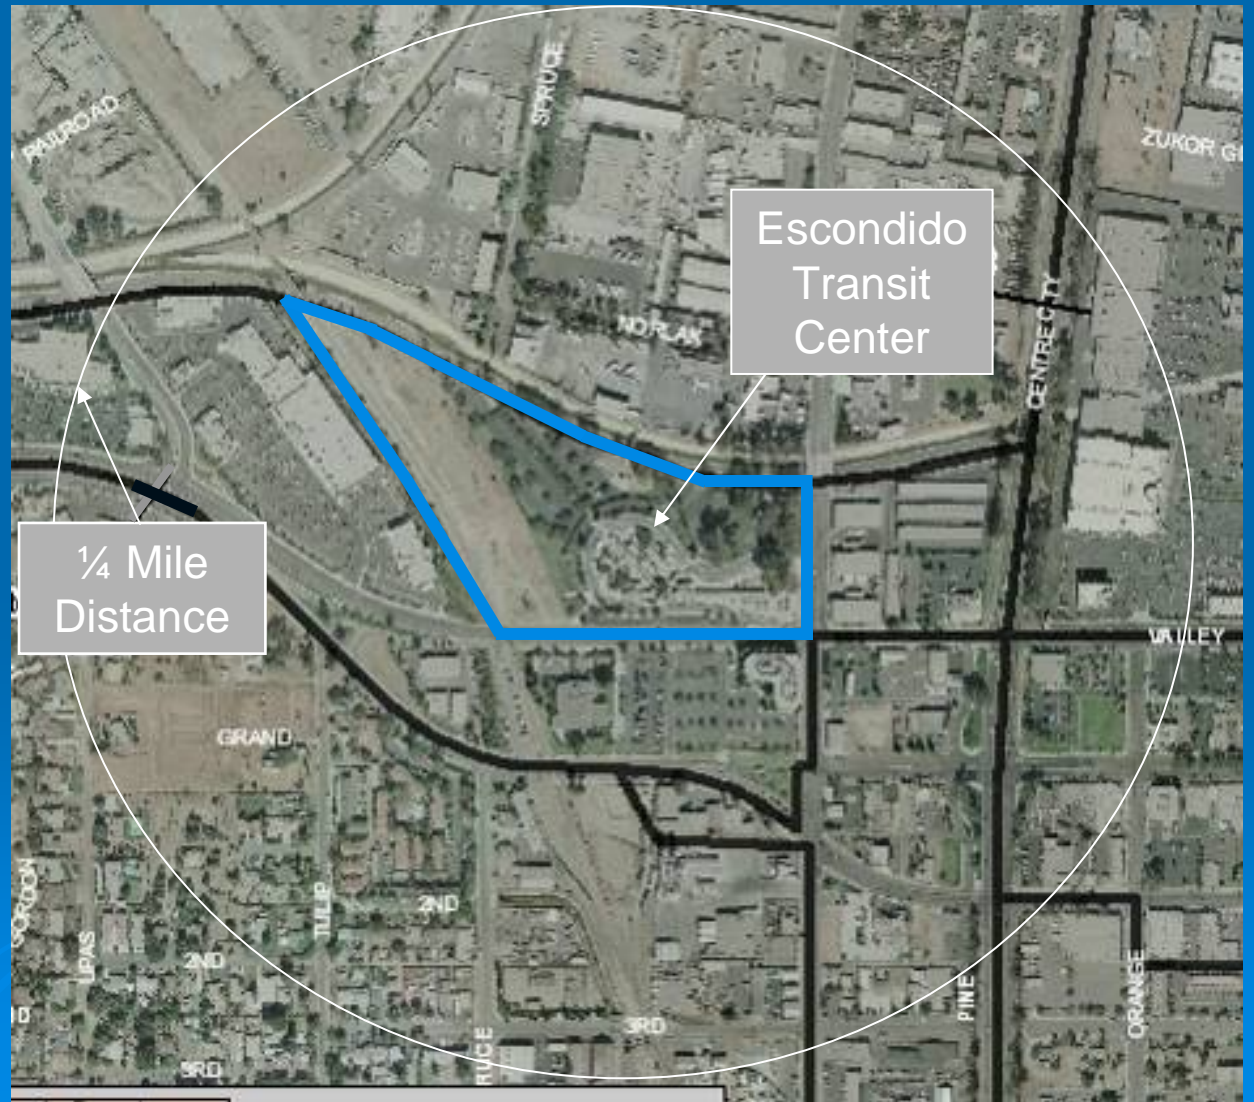 SPRUCE
RAILROAD
ZUKOR
Escondido
Transit
Center
CENTRE CITY
NORLAK
¼ Mile
Distance
VALLEY
GRAND
GORDON
TULIP
2ND
UPAS
2ND
PINE
ORANGE
3RD
3RD